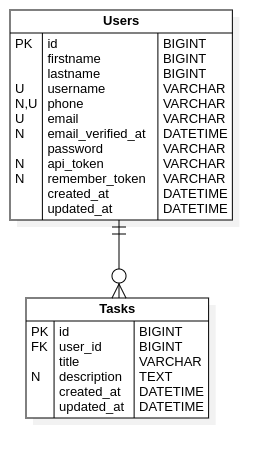 Users
PK id BIGINT
firstname BIGINT
lastname BIGINT
U username VARCHAR
N,U phone VARCHAR
U email VARCHAR
N email_verified_at DATETIME
password VARCHAR
N api_token VARCHAR
N remember_token VARCHAR
created_at DATETIME
updated_at DATETIME
Tasks
PK id BIGINT
FK user_id BIGINT
title VARCHAR
N description TEXT
created_at DATETIME
updated_at DATETIME